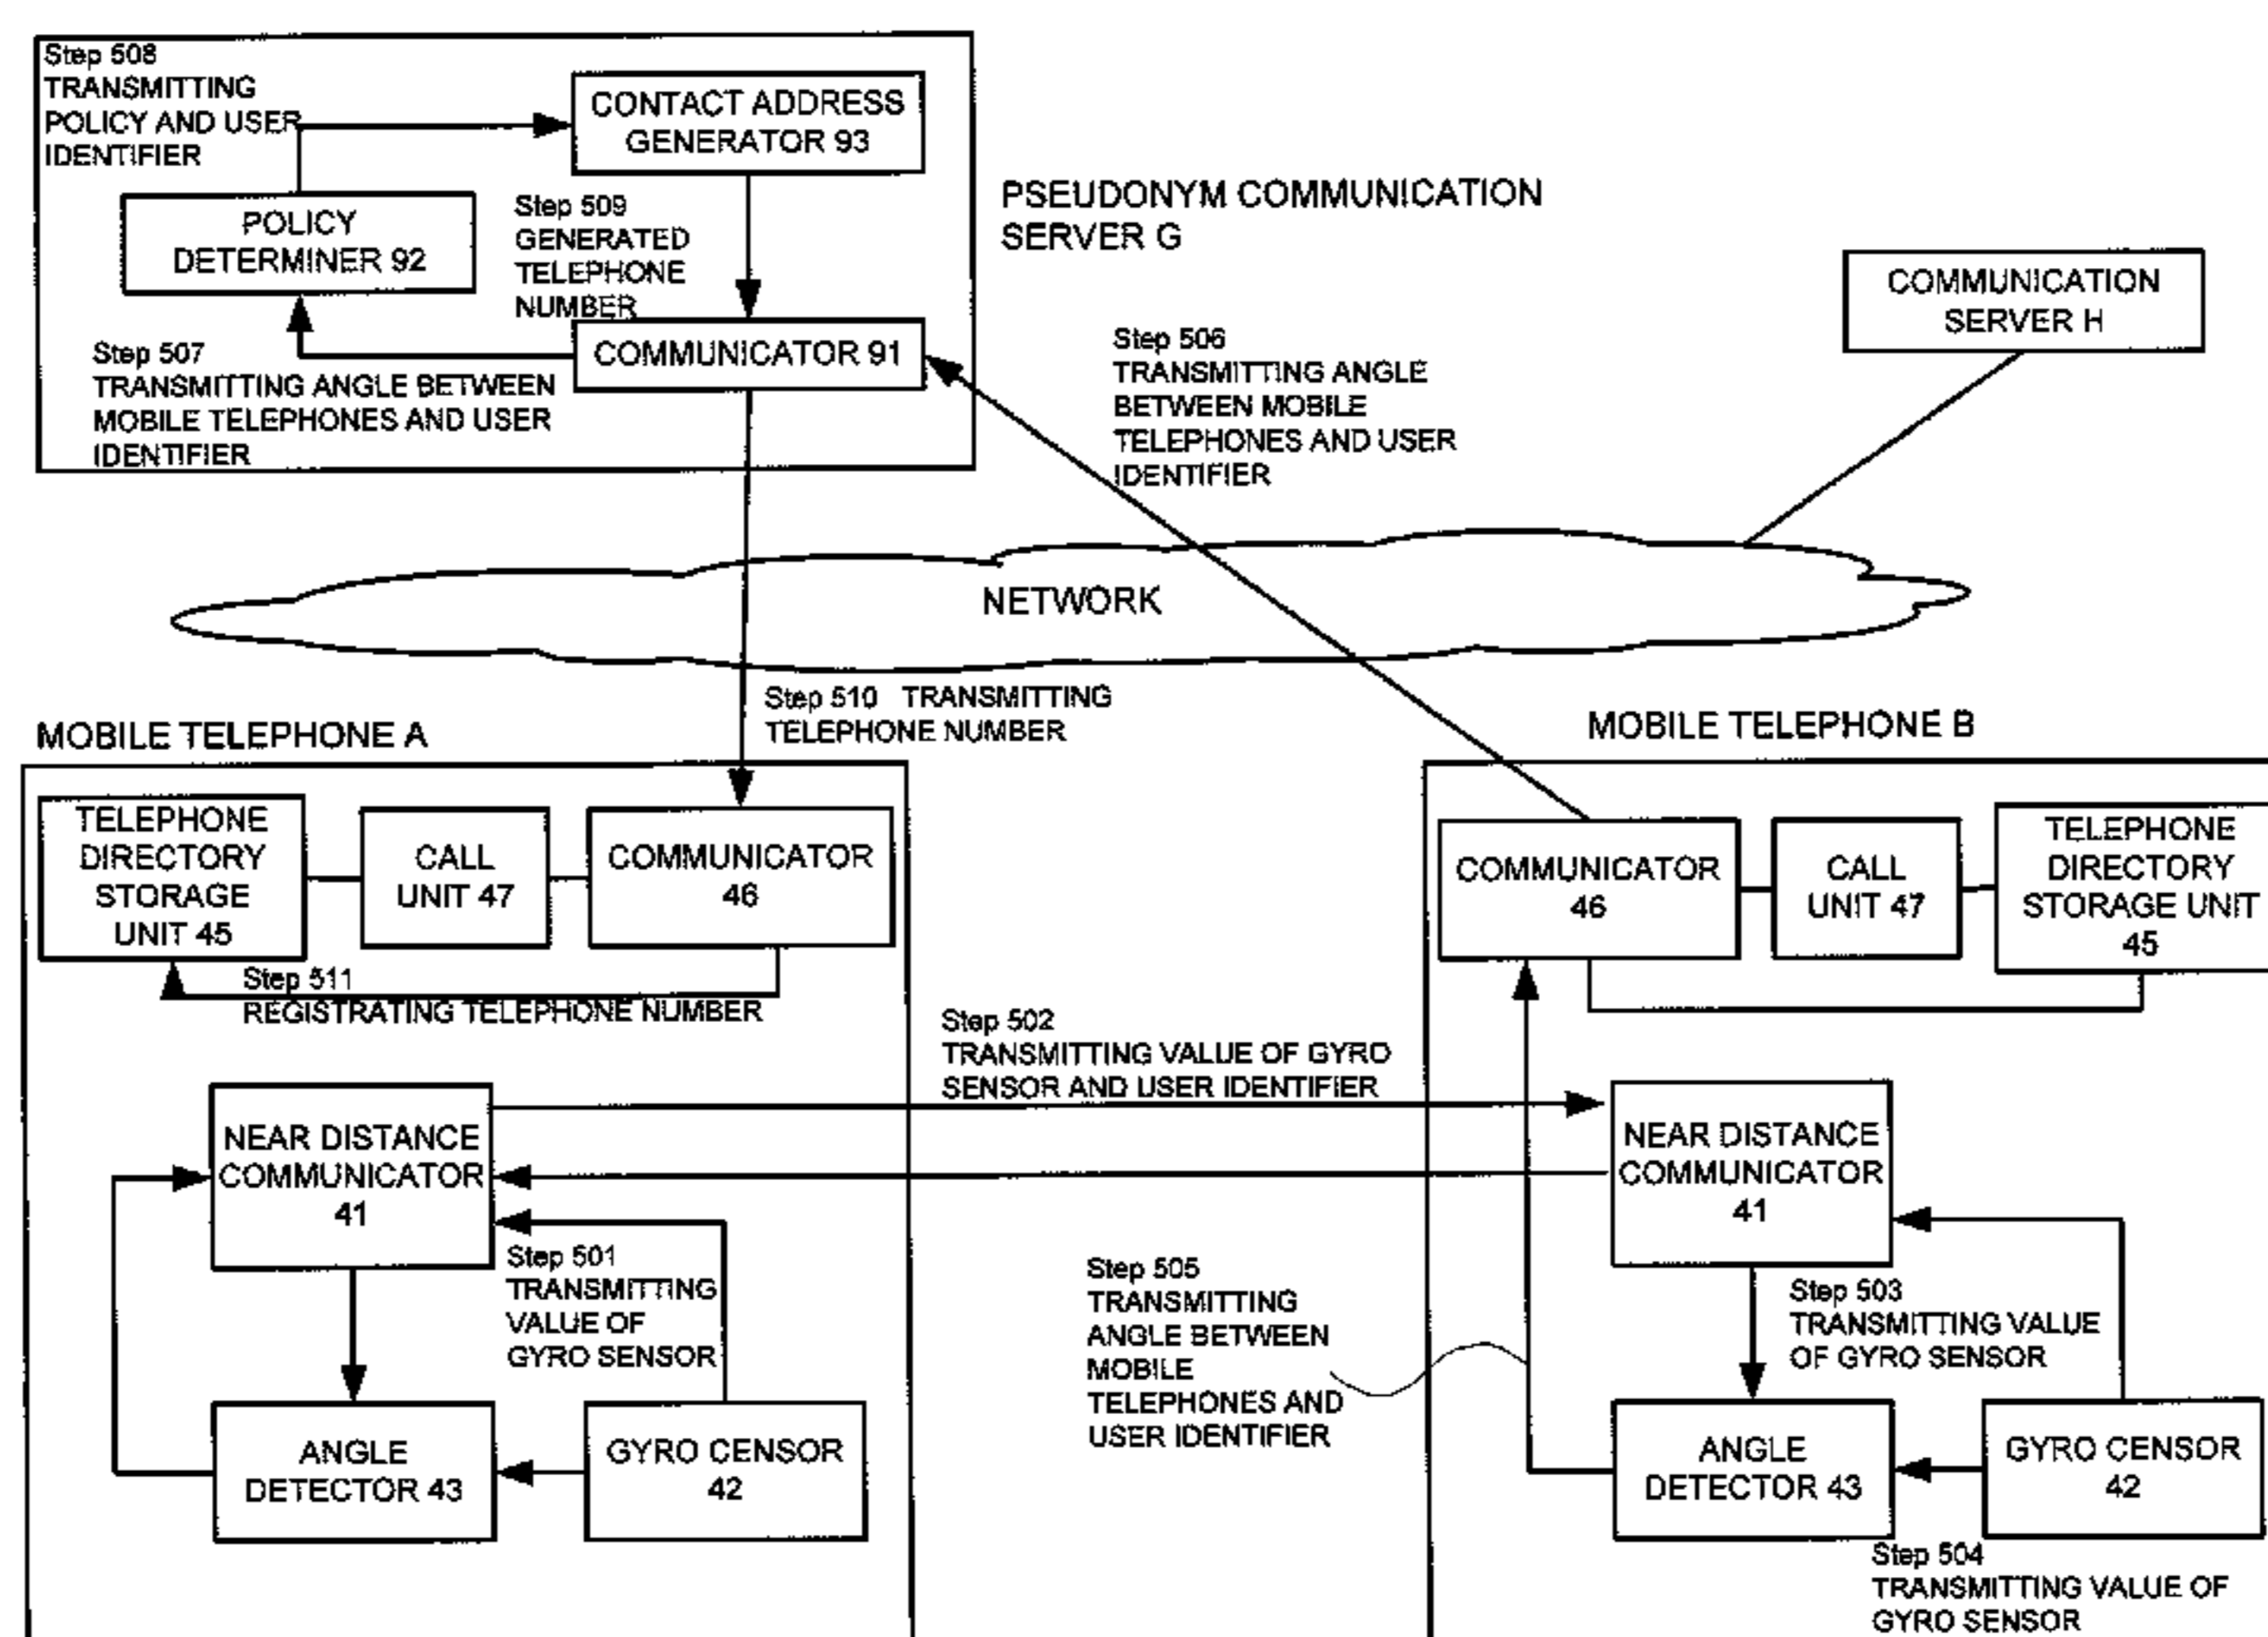 Step 508
TRANSMITTING
POLICY AND USER
IDENTIFIER
CONTACT ADDRESS
GENERATOR 93
POLICY
DETERMINER 92
Step 509
GENERATED
TELEPHONE
NUMBER
PSEUDONYM COMMUNICATION
SERVER G
COMMUNICATION
SERVER H
Step 507
TRANSMITTING ANGLE BETWEEN
MOBILE TELEPHONES AND USER
IDENTIFIER
COMMUNICATOR 91
Step 506
TRANSMITTING ANGLE
BETWEEN MOBILE
TELEPHONES AND USER
IDENTIFIER
NETWORK
Step 510 TRANSMITTING
TELEPHONE NUMBER
MOBILE TELEPHONE A
MOBILE TELEPHONE B
TELEPHONE
DIRECTORY
STORAGE
UNIT 45
CALL
UNIT 47
COMMUNICATOR
46
COMMUNICATOR
46
CALL
UNIT 47
TELEPHONE
DIRECTORY
STORAGE UNIT
45
Step 511
REGISTRATING TELEPHONE NUMBER
Step 502
TRANSMITTING VALUE OF GYRO
SENSOR AND USER IDENTIFIER
NEAR DISTANCE
COMMUNICATOR
41
NEAR DISTANCE
COMMUNICATOR
41
Step 501
TRANSMITTING
VALUE OF
GYRO SENSOR
Step 505
TRANSMITTING
ANGLE BETWEEN
MOBILE
TELEPHONES AND
USER IDENTIFIER
Step 503
TRANSMITTING VALUE
OF GYRO SENSOR
ANGLE
DETECTOR 43
GYRO CENSOR
42
ANGLE
DETECTOR 43
GYRO CENSOR
42
Step 504
TRANSMITTING VALUE OF
GYRO SENSOR